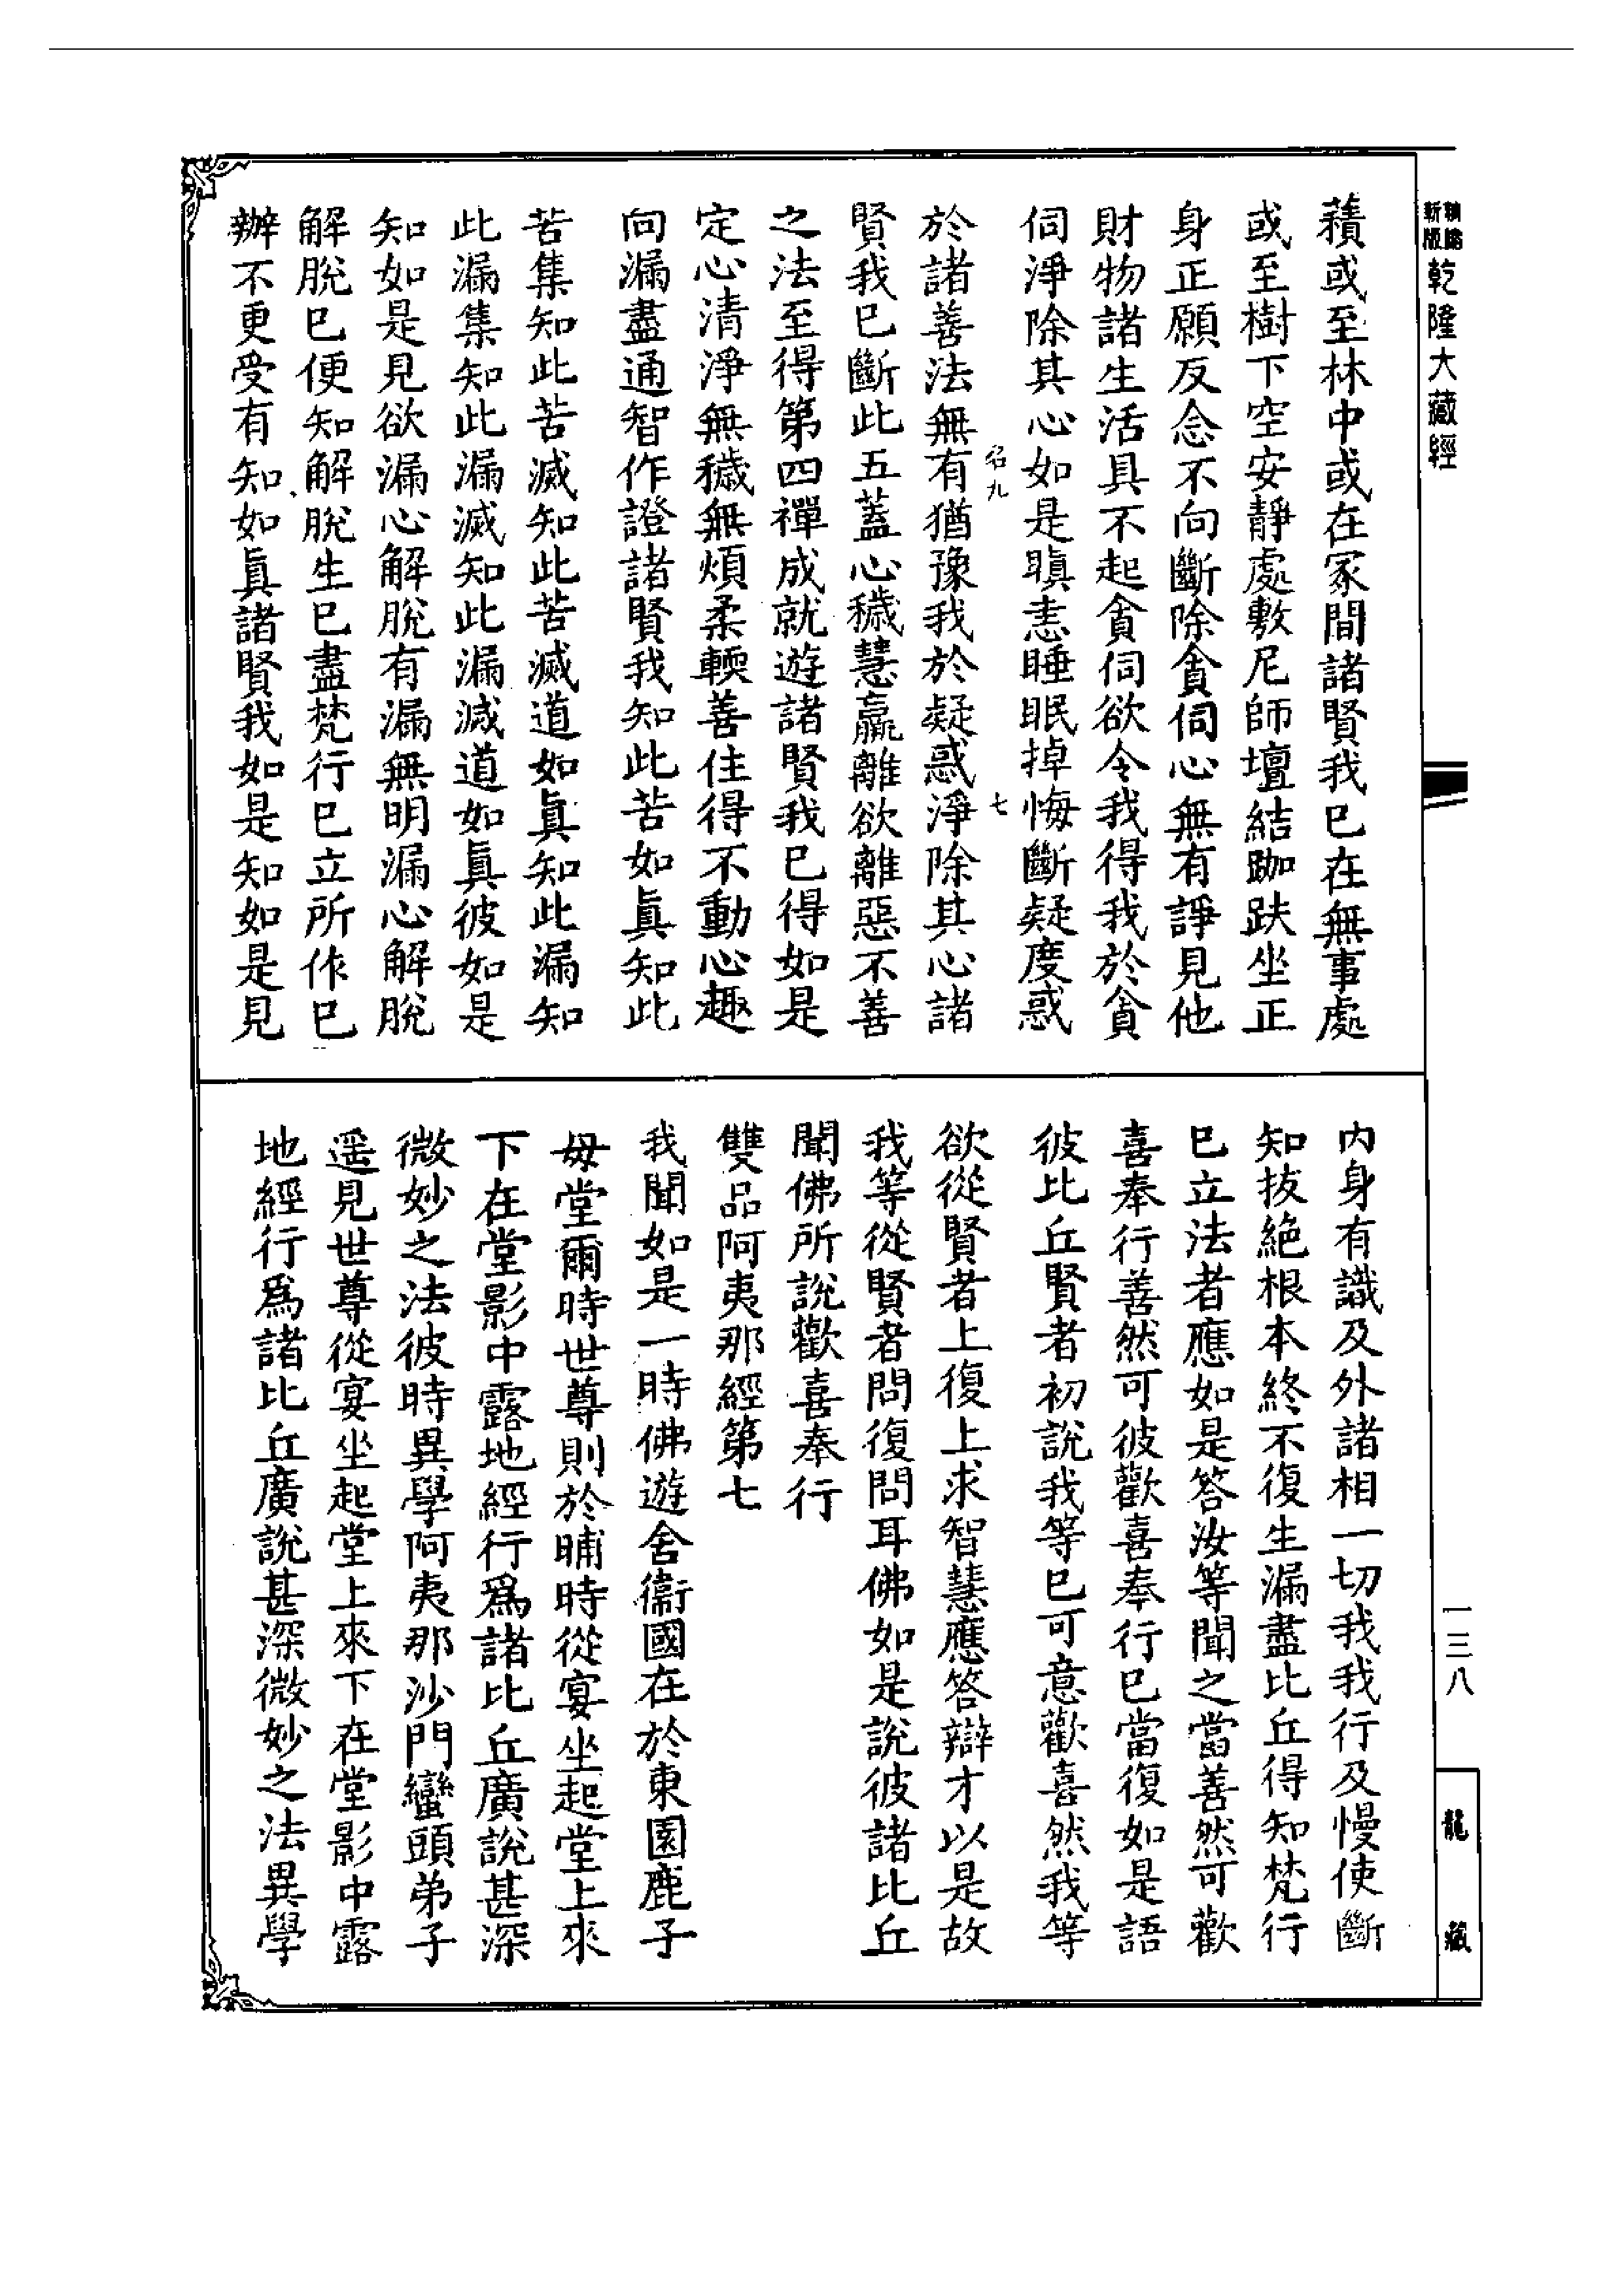 新版
乾隆大藏經
𧂐或至林中或在冢間諸賢我已在無事處
或至樹下空安靜處敷尼師壇結跏趺坐正
身正願反念不向斷除貪伺心無有諍見他
財物諸生活具不起貪伺欲令我得我於貪
伺淨除其心如是瞋恚睡眠掉悔斷疑度惑
名九
七
於諸善法無有猶豫我於疑惑淨除其心諸
賢我已斷此五蓋心穢慧羸離欲離惡不善
之法至得第四禪成就遊諸賢我已得如是
定心清淨無穢無煩柔輭善住得不動心趣
向漏盡通智作證諸賢我知此苦如眞知此
苦集知此苦滅知此苦滅道如眞知此漏知
此漏集知此漏滅知此漏滅道如眞彼如是
知如是見欲漏心解脫有漏無明漏心解脫
解脫已便知解脫生已盡梵行已立所作已
辦不更受有知如眞諸賢我如是知如是見
內身有識及外諸相一切我我行及慢使斷
知拔絕根本終不復生漏盡比丘得知梵行
已立法者應如是答汝等聞之當善然可歡
喜奉行善然可彼歡喜奉行已當復如是語
彼比丘賢者初說我等已可意歡喜然我等
欲從賢者上復上求智慧應答辯才以是故
我等從賢者問復問耳佛如是說彼諸比丘
聞佛所說歡喜奉行
雙品阿夷那經第七
我聞如是一時佛遊舍衞國在於東園鹿子
母堂爾時世尊則於晡時從宴坐起堂上來
下在堂影中露地經行爲諸比丘廣說甚深
微妙之法彼時異學阿夷那沙門蠻頭弟子
遥見世尊從宴坐起堂上來下在堂影中露
地經行爲諸比丘廣說甚深微妙之法異學
一三八
龍藏